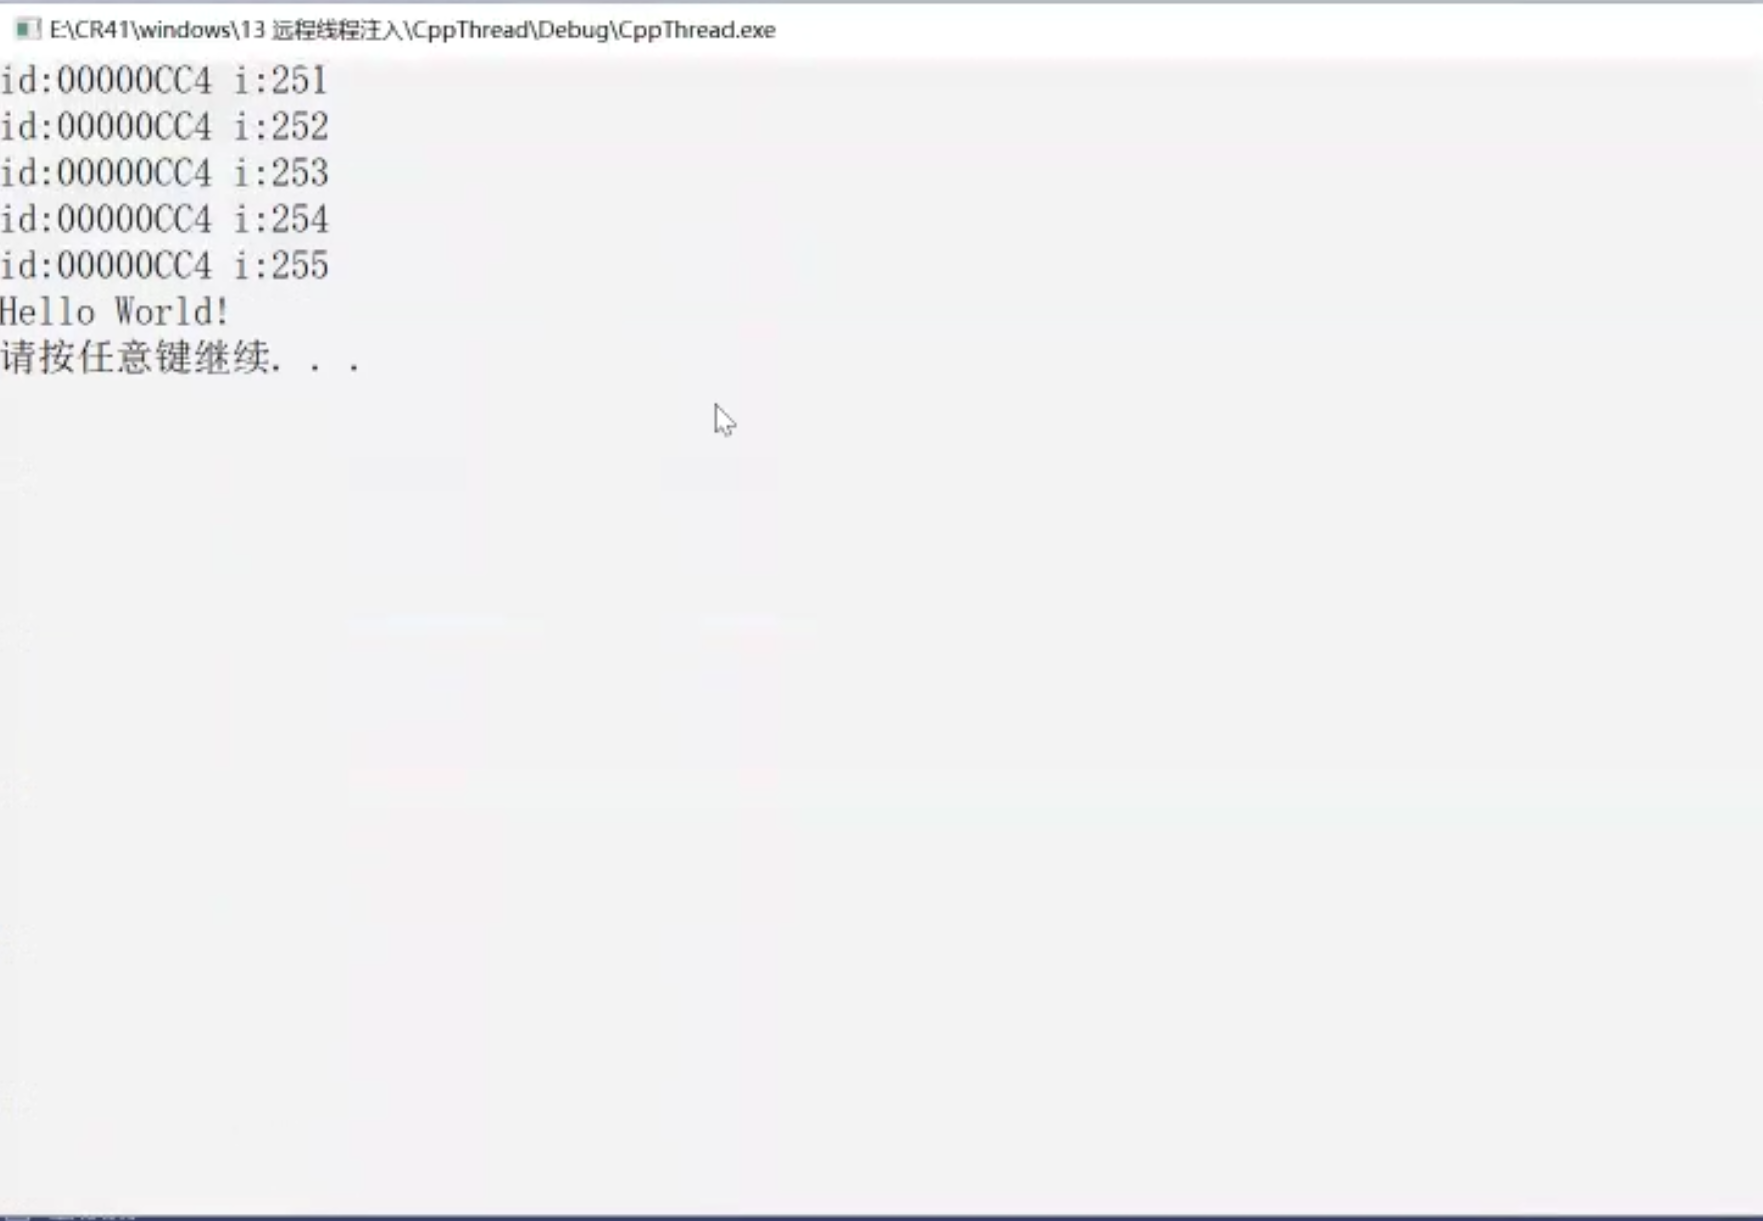 E:\CR41\windows\13 远程线程注入\CppThread\Debug\CppThread.exe
id:00000CC4 i:251
id:00000CC4 i:252
id:00000CC4 i:253
id:00000CC4 i:254
id:00000CC4 i:255
Hello World!
请按任意键继续. . .